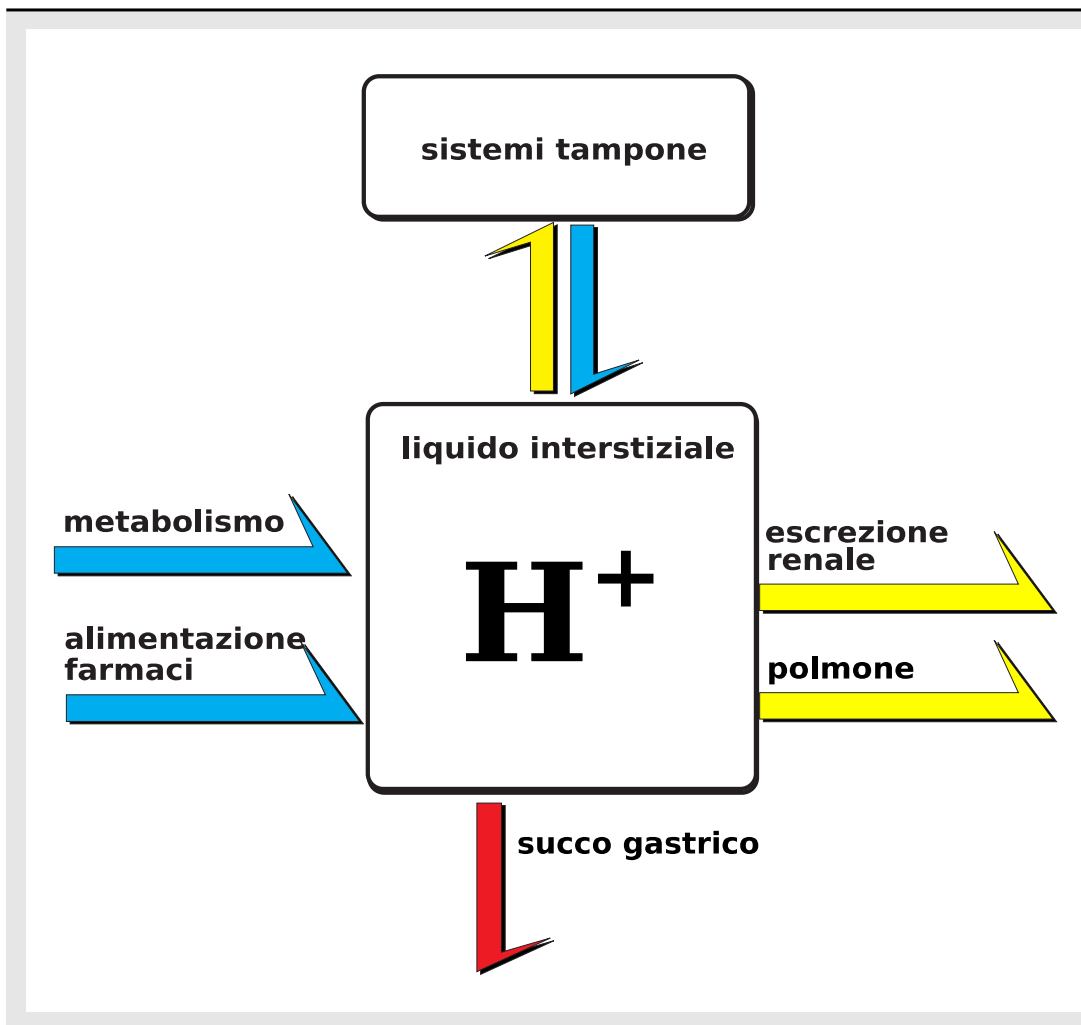 sistemi tampone
liquido interstiziale
metabolismo
H+
escrezione
renale
alimentazione
farmaci
polmone
succo gastrico